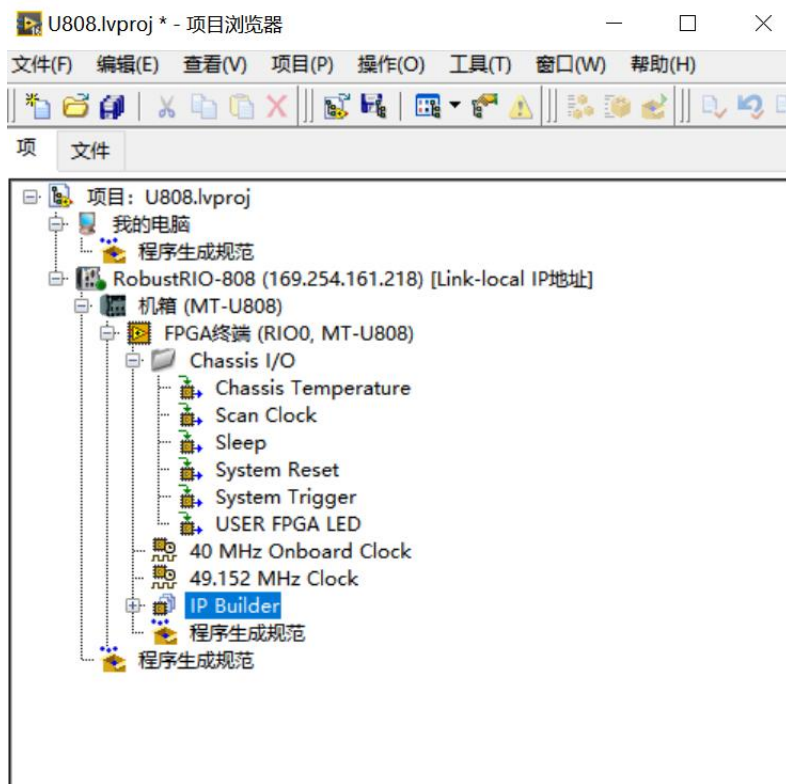 U808.lvproj * - 项目浏览器
文件(F) 编辑(E) 查看(V) 项目(P) 操作(O) 工具(T) 窗口(W) 帮助(H)
项 文件
项目：U808.lvproj
我的电脑
程序生成规范
RobustRIO-808 (169.254.161.218) [Link-local IP地址]
机箱 (MT-U808)
FPGA终端 (RIO0, MT-U808)
Chassis I/O
Chassis Temperature
Scan Clock
Sleep
System Reset
System Trigger
USER FPGA LED
40 MHz Onboard Clock
49.152 MHz Clock
IP Builder
程序生成规范
程序生成规范